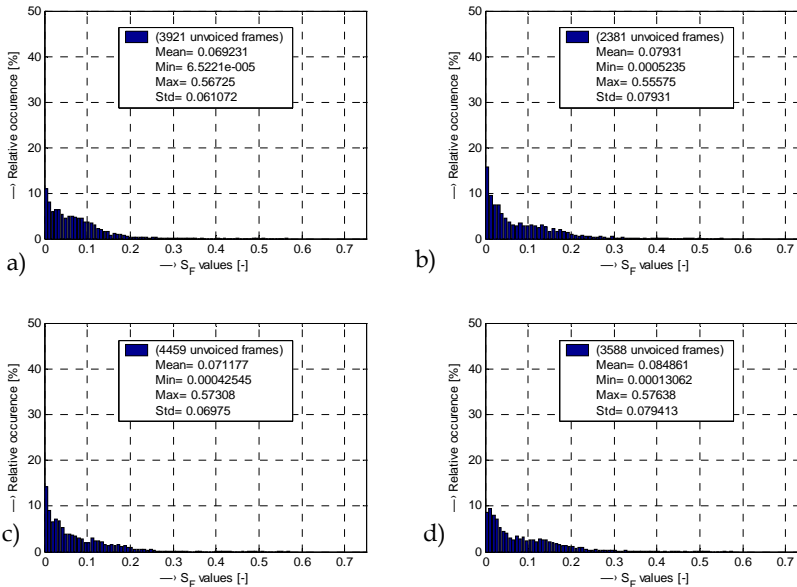 50
40
30
20
10
0
—› Relative occurence [%]
(3921 unvoiced frames)
Mean= 0.069231
Min= 6.5221e-005
Max= 0.56725
Std= 0.061072
0 0.1 0.2 0.3 0.4 0.5 0.6 0.7
—› S_F values [-]
a)
50
40
30
20
10
0
—› Relative occurence [%]
(2381 unvoiced frames)
Mean= 0.07931
Min= 0.0005235
Max= 0.55575
Std= 0.07931
0 0.1 0.2 0.3 0.4 0.5 0.6 0.7
—› S_F values [-]
b)
50
40
30
20
10
0
—› Relative occurence [%]
(4459 unvoiced frames)
Mean= 0.071177
Min= 0.00042545
Max= 0.57308
Std= 0.06975
0 0.1 0.2 0.3 0.4 0.5 0.6 0.7
—› S_F values [-]
c)
50
40
30
20
10
0
—› Relative occurence [%]
(3588 unvoiced frames)
Mean= 0.084861
Min= 0.00013062
Max= 0.57638
Std= 0.079413
0 0.1 0.2 0.3 0.4 0.5 0.6 0.7
—› S_F values [-]
d)